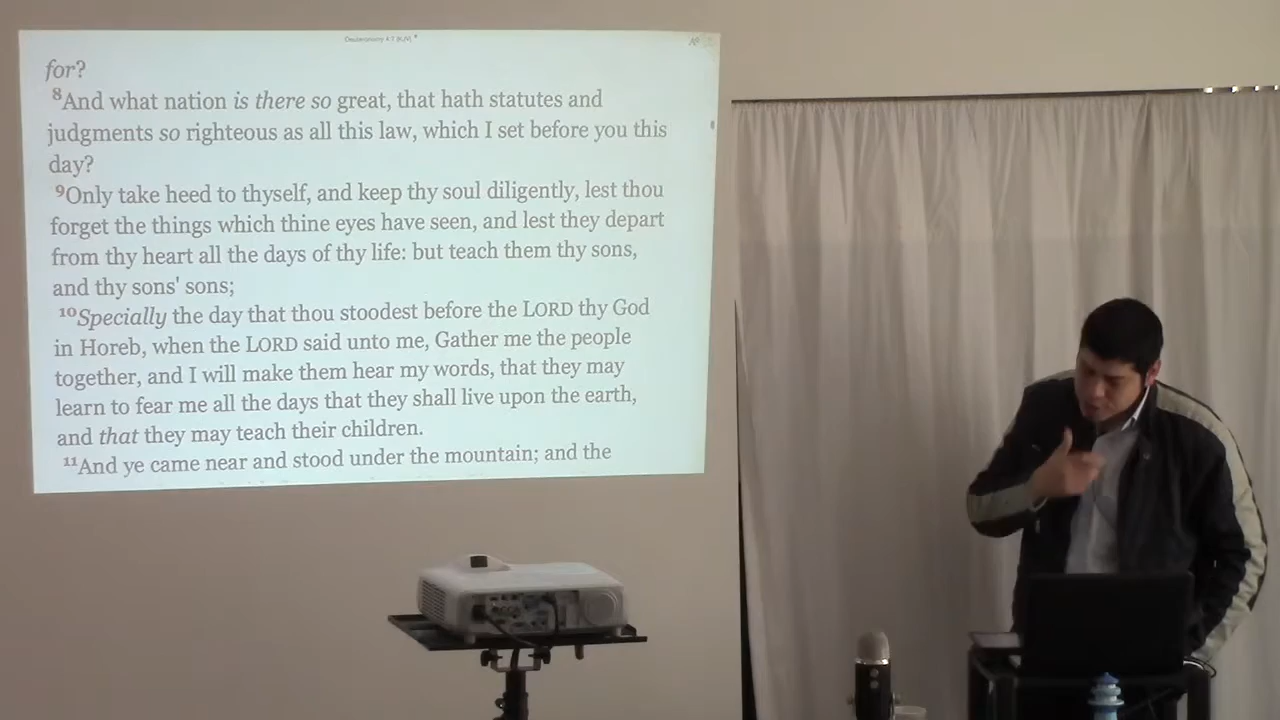 Deuteronomy 4:7 (KJV)
for?
8And what nation is there so great, that hath statutes and
judgments so righteous as all this law, which I set before you this
day?
9Only take heed to thyself, and keep thy soul diligently, lest thou
forget the things which thine eyes have seen, and lest they depart
from thy heart all the days of thy life: but teach them thy sons,
and thy sons' sons;
10Specially the day that thou stoodest before the LORD thy God
in Horeb, when the LORD said unto me, Gather me the people
together, and I will make them hear my words, that they may
learn to fear me all the days that they shall live upon the earth,
and that they may teach their children.
11And ye came near and stood under the mountain; and the